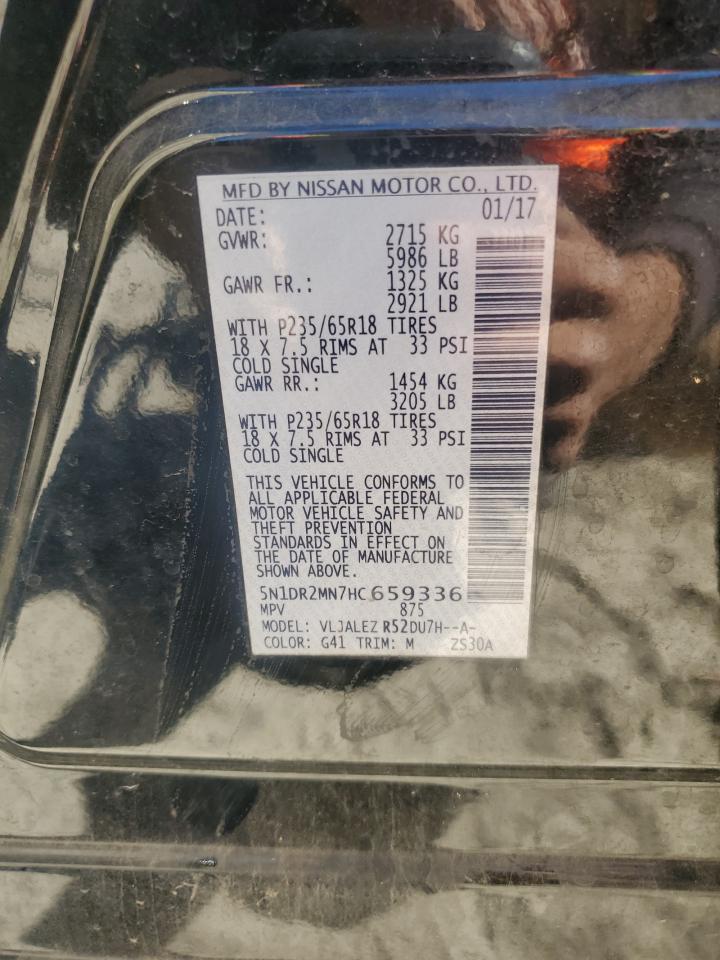 MFD BY NISSAN MOTOR CO., LTD.
DATE: 01/17
GVWR: 2715 KG
5986 LB
GAWR FR.: 1325 KG
2921 LB
WITH P235/65R18 TIRES
18 X 7.5 RIMS AT 33 PSI
COLD SINGLE
GAWR RR.: 1454 KG
3205 LB
WITH P235/65R18 TIRES
18 X 7.5 RIMS AT 33 PSI
COLD SINGLE
THIS VEHICLE CONFORMS TO
ALL APPLICABLE FEDERAL
MOTOR VEHICLE SAFETY AND
THEFT PREVENTION
STANDARDS IN EFFECT ON
THE DATE OF MANUFACTURE
SHOWN ABOVE.
5N1DR2MN7HC659336
MPV 875
MODEL: VLJALEZ R52DU7H--A-
COLOR: G41 TRIM: M ZS30A